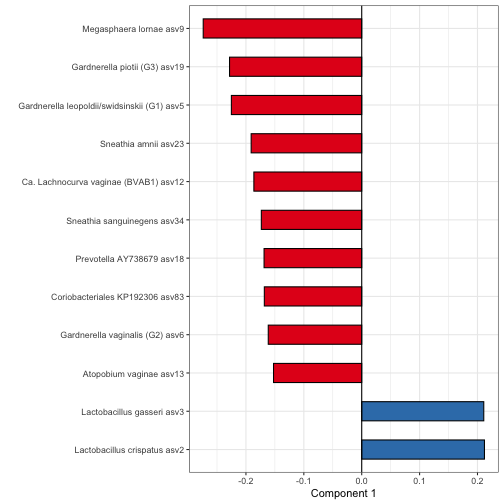 Megasphaera lornae asv9
Gardnerella piotii (G3) asv19
Gardnerella leopoldii/swidsinskii (G1) asv5
Sneathia amnii asv23
Ca. Lachnocurva vaginae (BVAB1) asv12
Sneathia sanguinegens asv34
Prevotella AY738679 asv18
Coriobacteriales KP192306 asv83
Gardnerella vaginalis (G2) asv6
Atopobium vaginae asv13
Lactobacillus gasseri asv3
Lactobacillus crispatus asv2
-0.2 -0.1 0.0 0.1 0.2
Component 1